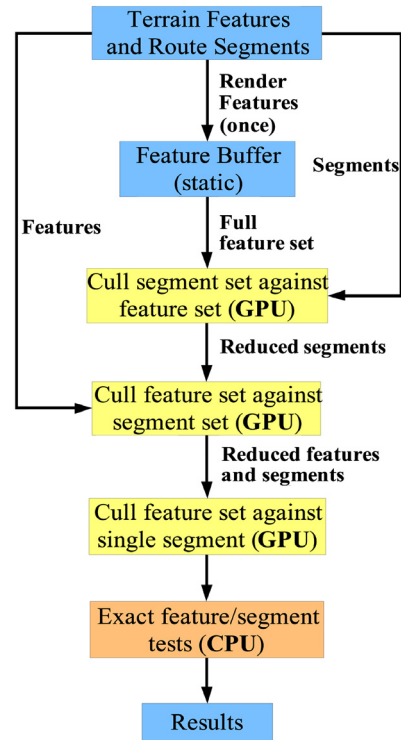 Terrain Features
and Route Segments
Render
Features
(once)
Feature Buffer
(static)
Segments
Features
Full
feature set
Cull segment set against
feature set (GPU)
Reduced segments
Cull feature set against
segment set (GPU)
Reduced features
and segments
Cull feature set against
single segment (GPU)
Exact feature/segment
tests (CPU)
Results